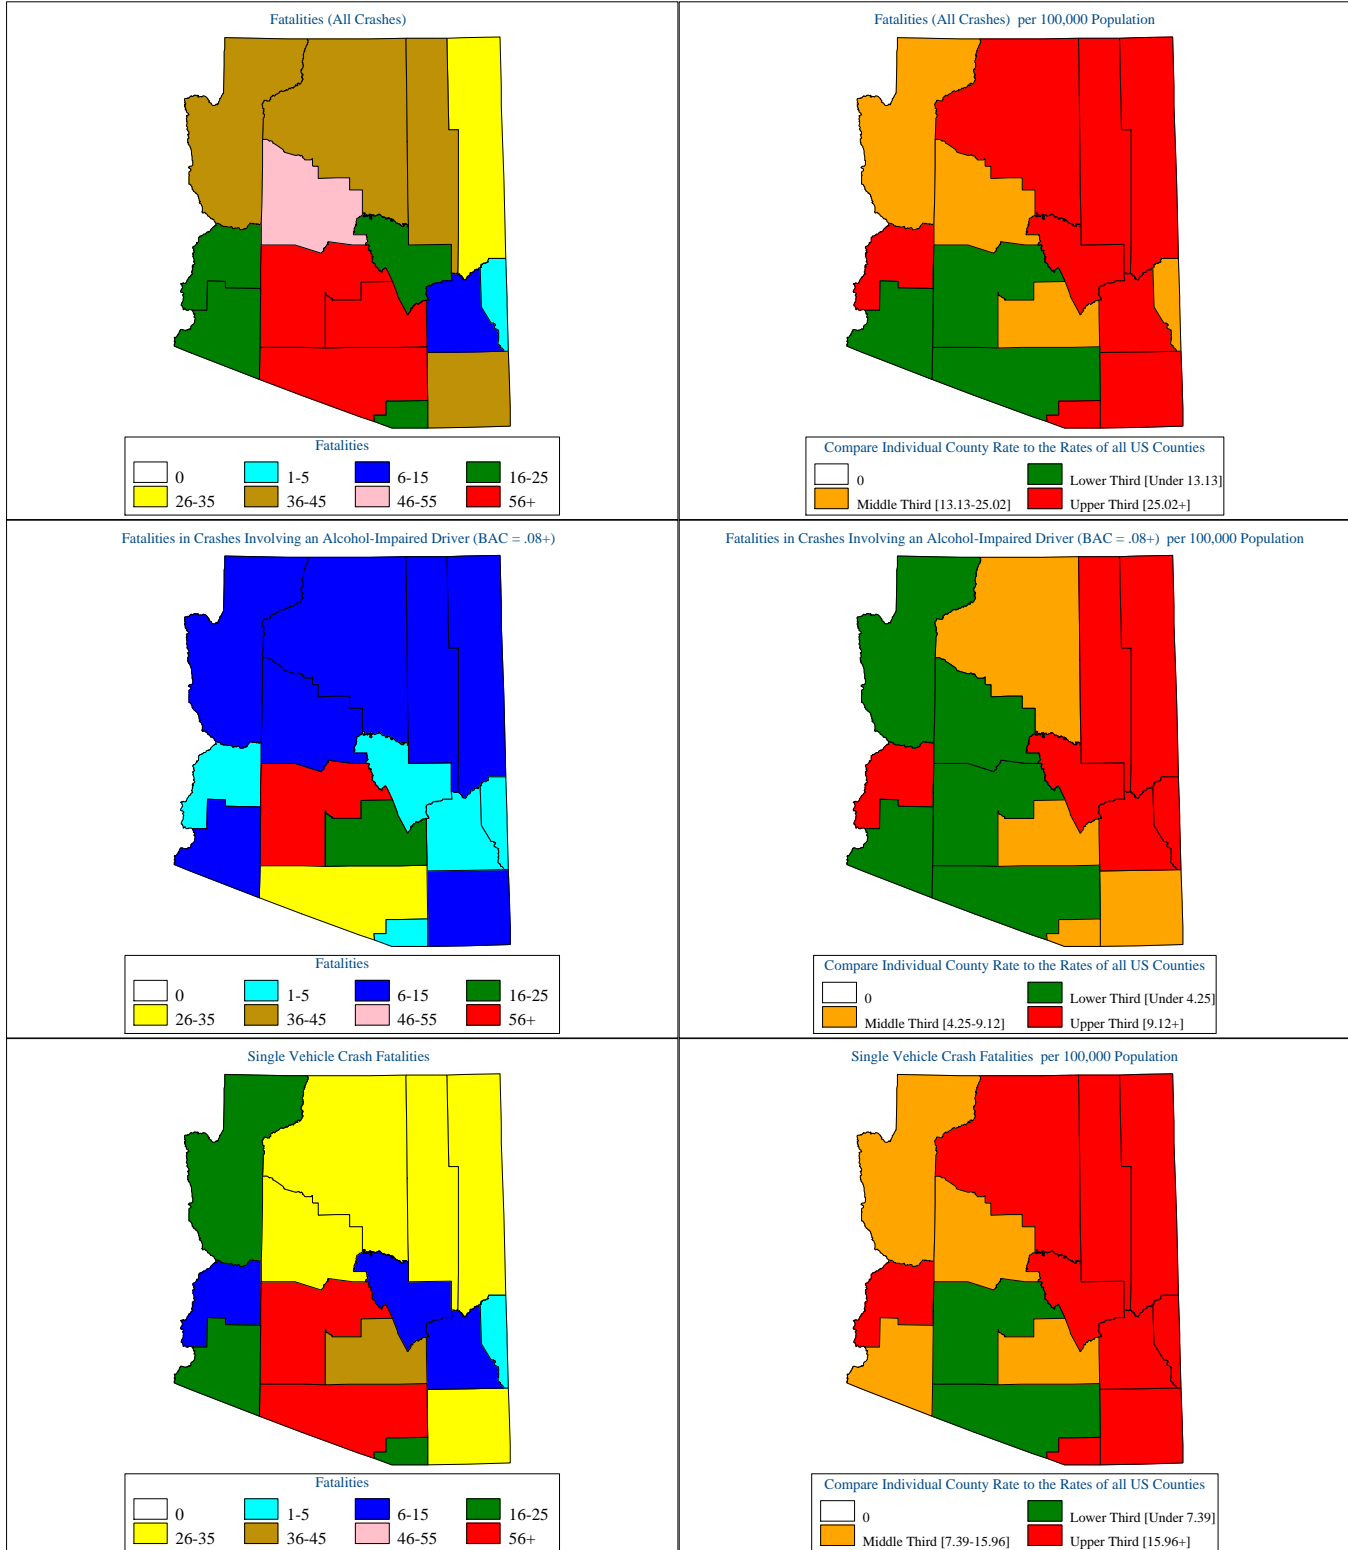 Fatalities (All Crashes)
Fatalities
0
1-5
6-15
16-25
26-35
36-45
46-55
56+
Fatalities (All Crashes) per 100,000 Population
Compare Individual County Rate to the Rates of all US Counties
0
Lower Third [Under 13.13]
Middle Third [13.13-25.02]
Upper Third [25.02+]
Fatalities in Crashes Involving an Alcohol-Impaired Driver (BAC = .08+)
Fatalities
0
1-5
6-15
16-25
26-35
36-45
46-55
56+
Fatalities in Crashes Involving an Alcohol-Impaired Driver (BAC = .08+) per 100,000 Population
Compare Individual County Rate to the Rates of all US Counties
0
Lower Third [Under 4.25]
Middle Third [4.25-9.12]
Upper Third [9.12+]
Single Vehicle Crash Fatalities
Fatalities
0
1-5
6-15
16-25
26-35
36-45
46-55
56+
Single Vehicle Crash Fatalities per 100,000 Population
Compare Individual County Rate to the Rates of all US Counties
0
Lower Third [Under 7.39]
Middle Third [7.39-15.96]
Upper Third [15.96+]